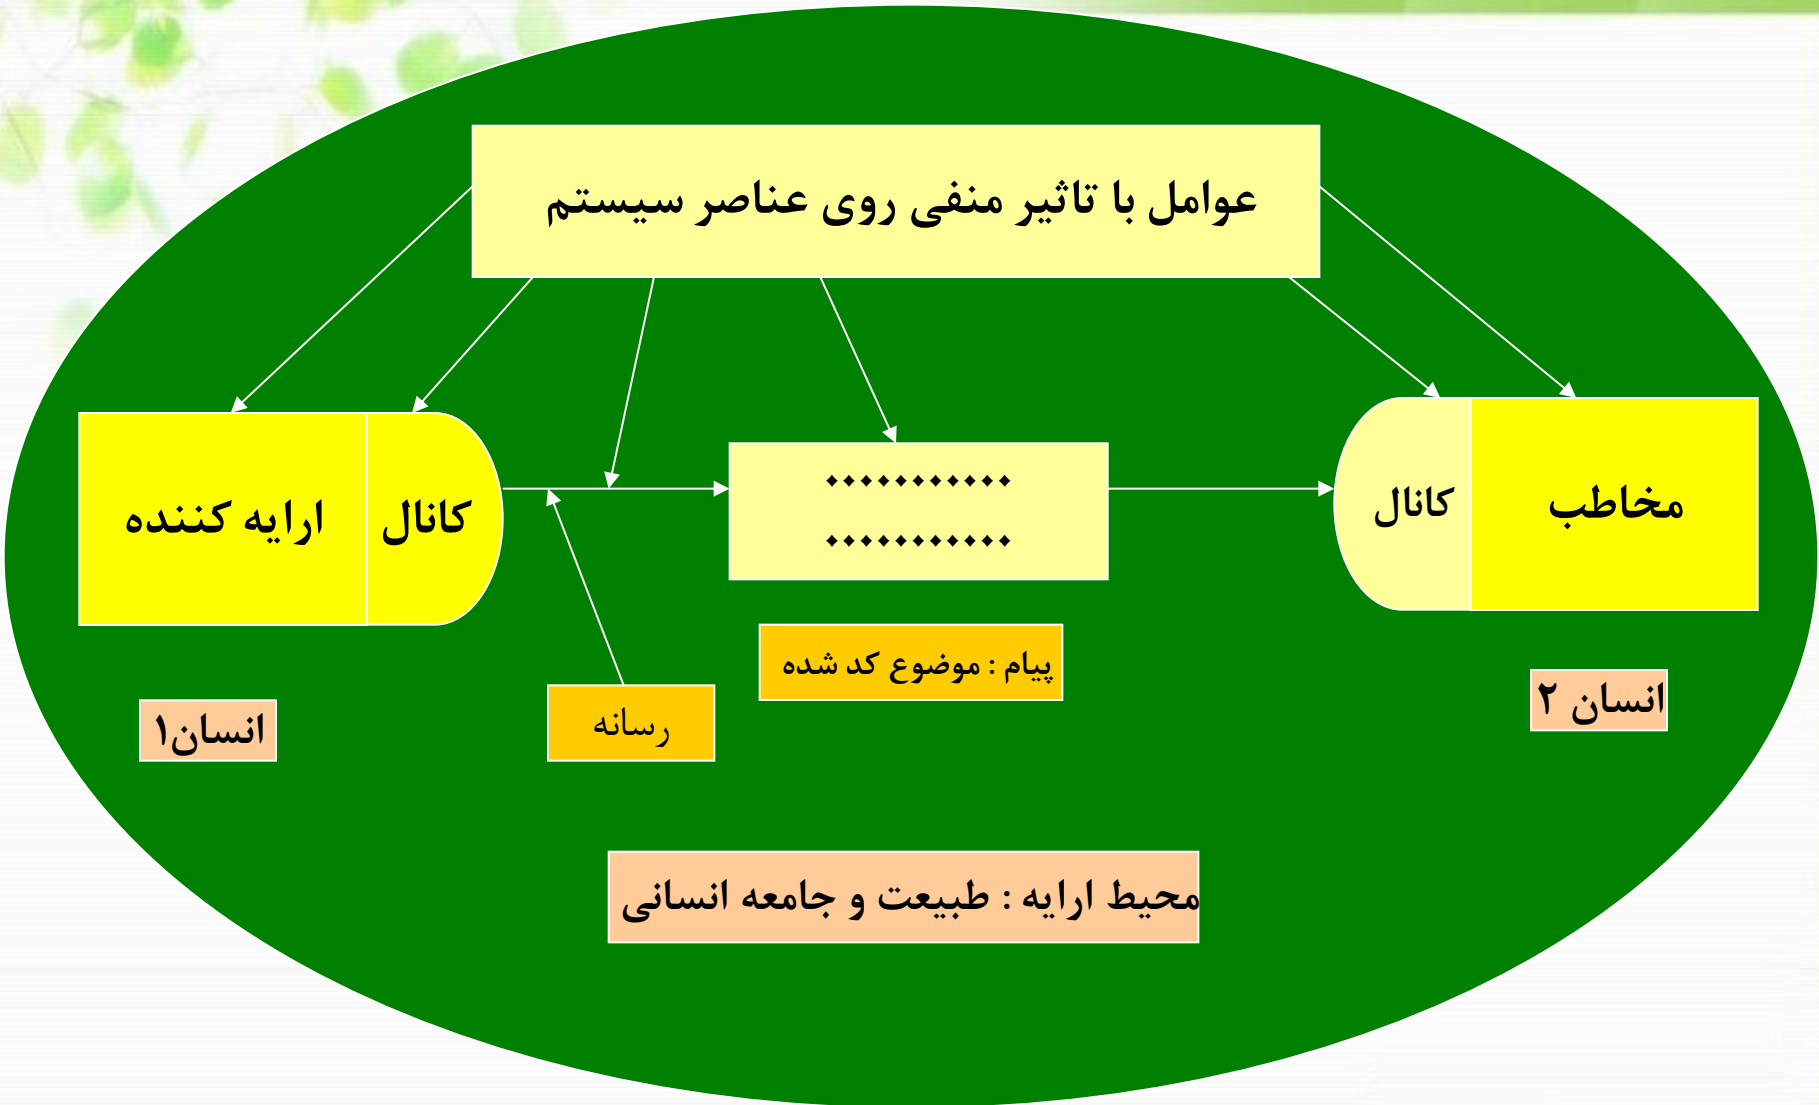 عوامل با تاثیر منفی روی عناصر سیستم
مخاطب
کانال
...........
...........
کانال
ارایه کننده
پیام : موضوع کد شده
انسان ۲
رسانه
انسان۱
محیط ارایه : طبیعت و جامعه انسانی